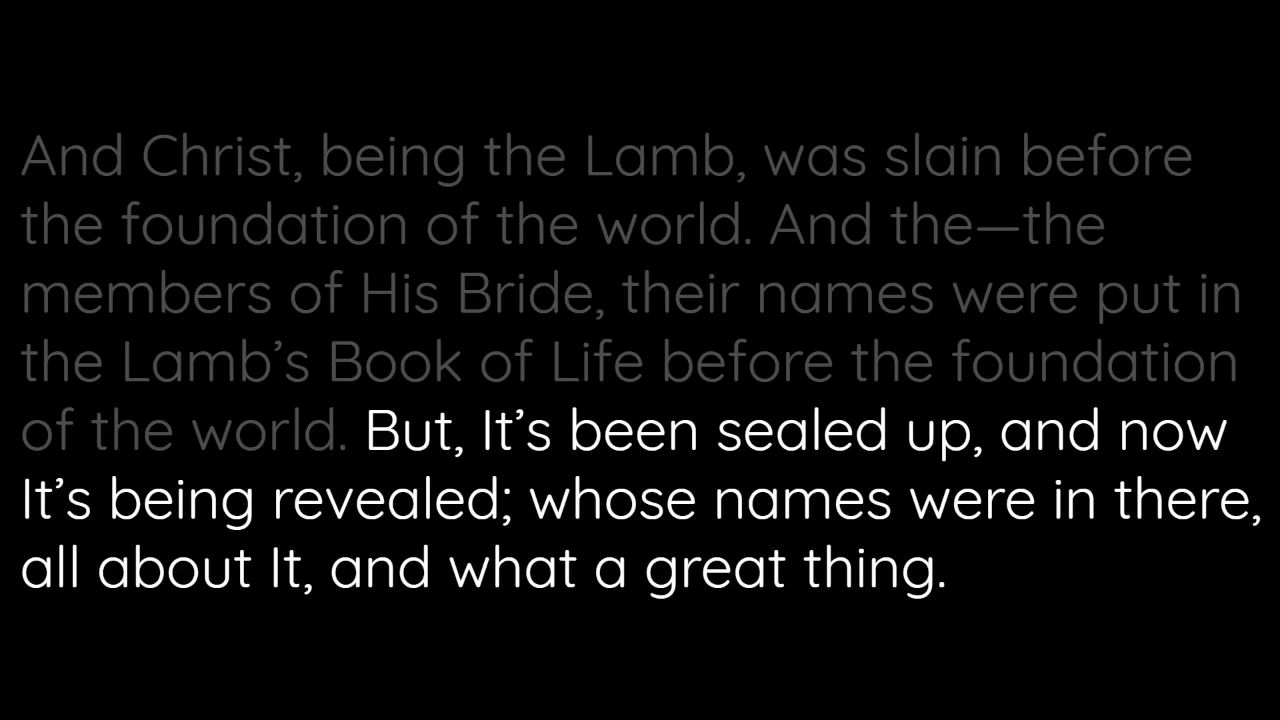 And Christ, being the Lamb, was slain before
the foundation of the world. And the—the
members of His Bride, their names were put in
the Lamb’s Book of Life before the foundation
of the world. But, It’s been sealed up, and now
It’s being revealed; whose names were in there,
all about It, and what a great thing.